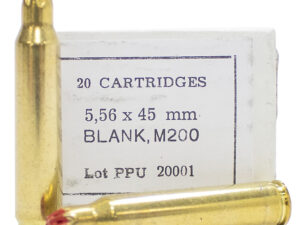 20 CARTRIDGES
5,56 x 45 mm
BLANK, M200
Lot PPU 20001